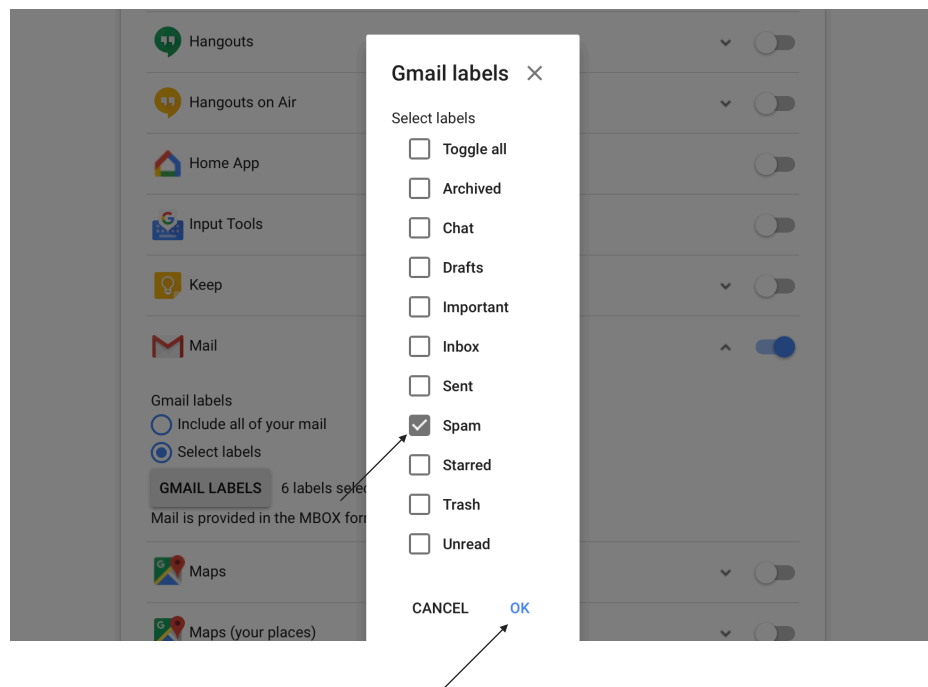 Hangouts
Hangouts on Air
Home App
Input Tools
Keep
Mail
Gmail labels
Include all of your mail
Select labels
GMAIL LABELS 6 labels
Mail is provided in the MBOX
Maps
Maps (your places)
Gmail labels
Select labels
Toggle all
Archived
Chat
Drafts
Important
Inbox
Sent
Spam
Starred
Trash
Unread
CANCEL OK